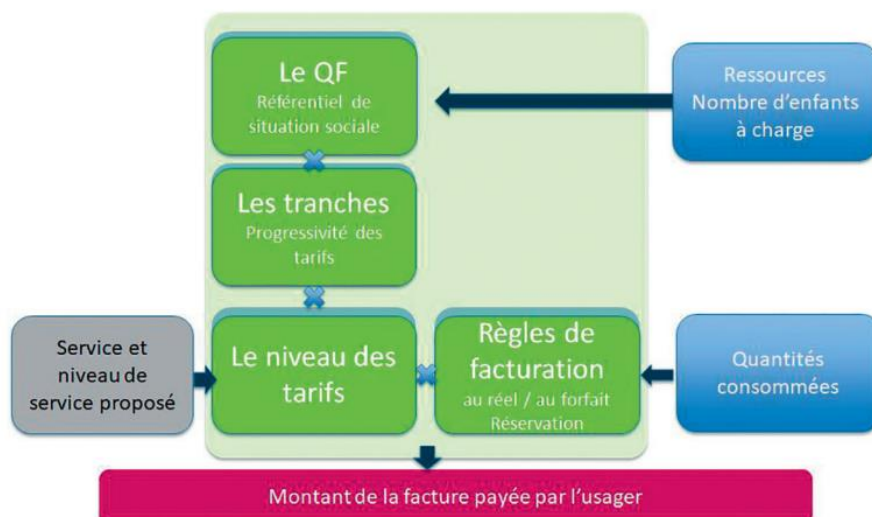 Le QF
Référentiel de
situation sociale
Ressources
Nombre d'enfants
à charge
Les tranches
Progressivité des
tarifs
Service et
niveau de
service proposé
Le niveau des
tarifs
Règles de
facturation
au réel / au forfait
Réservation
Quantités
consommées
Montant de la facture payée par l'usager